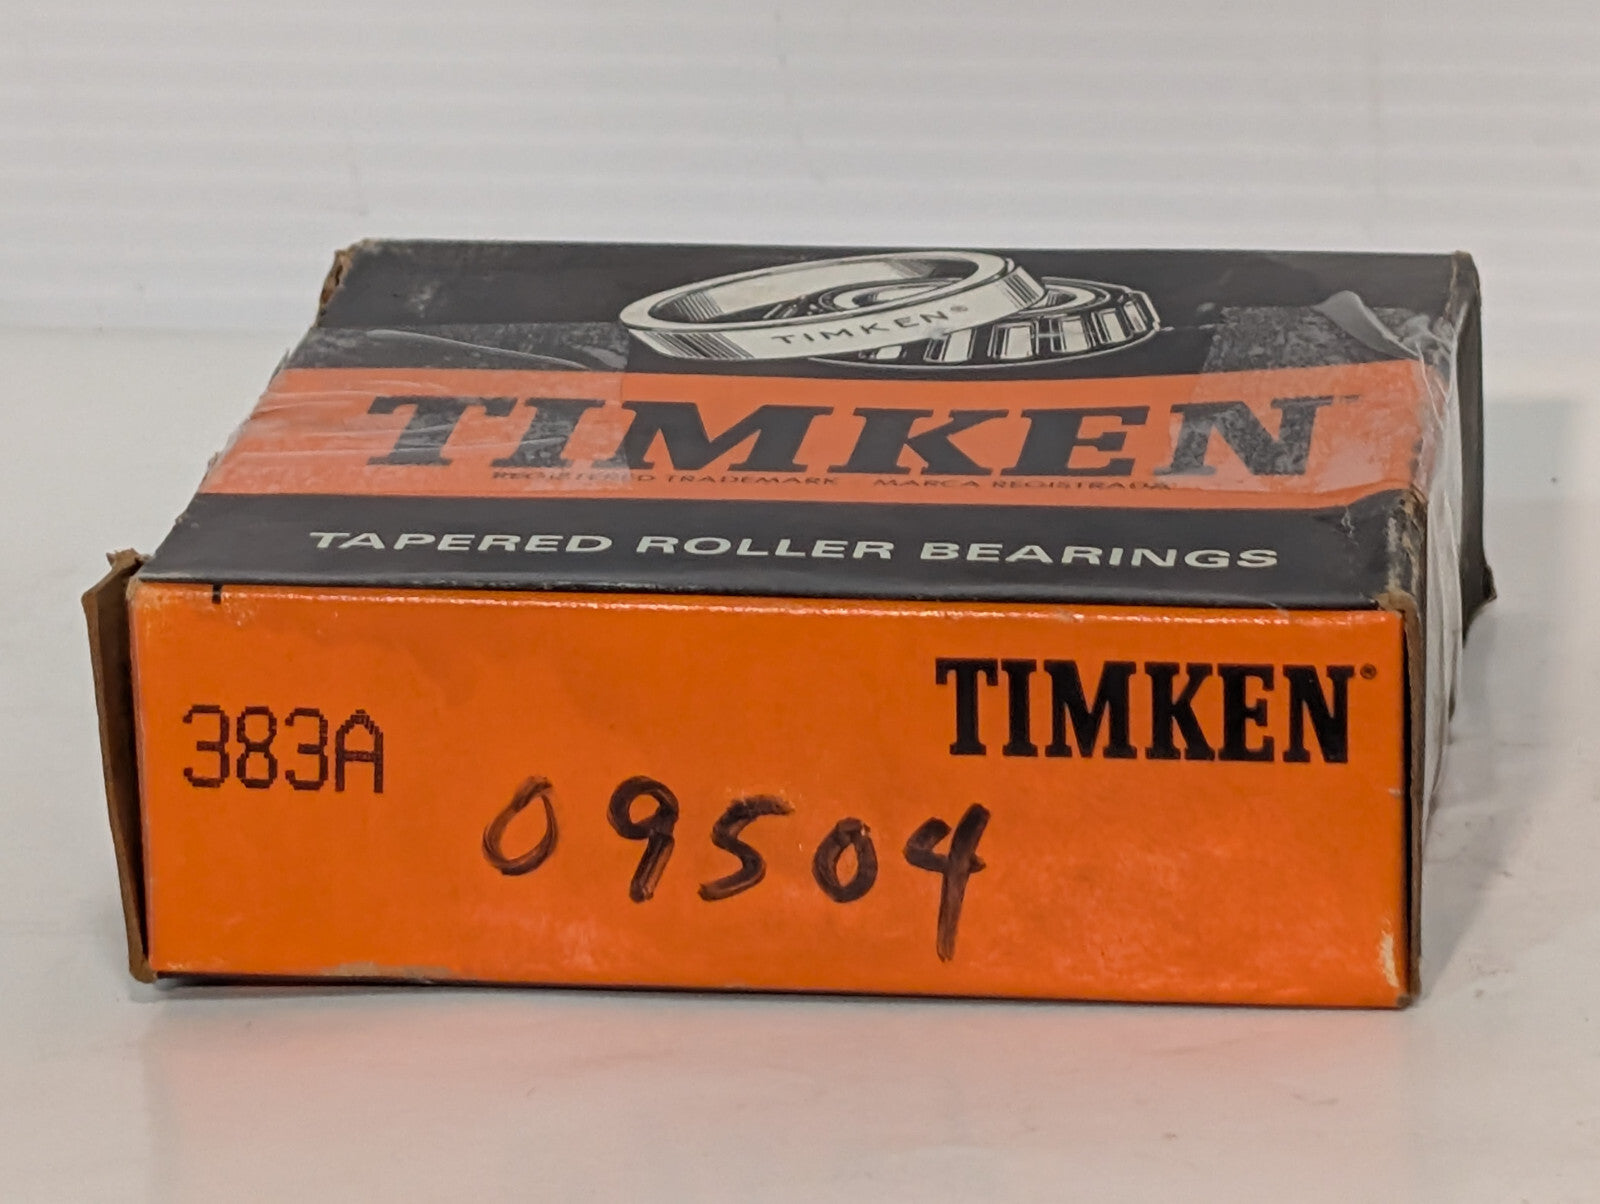 TIMKEN®
TIMKEN
REGISTERED TRADEMARK MARCA REGISTRADA
TAPERED ROLLER BEARINGS
TIMKEN®
383A
09504